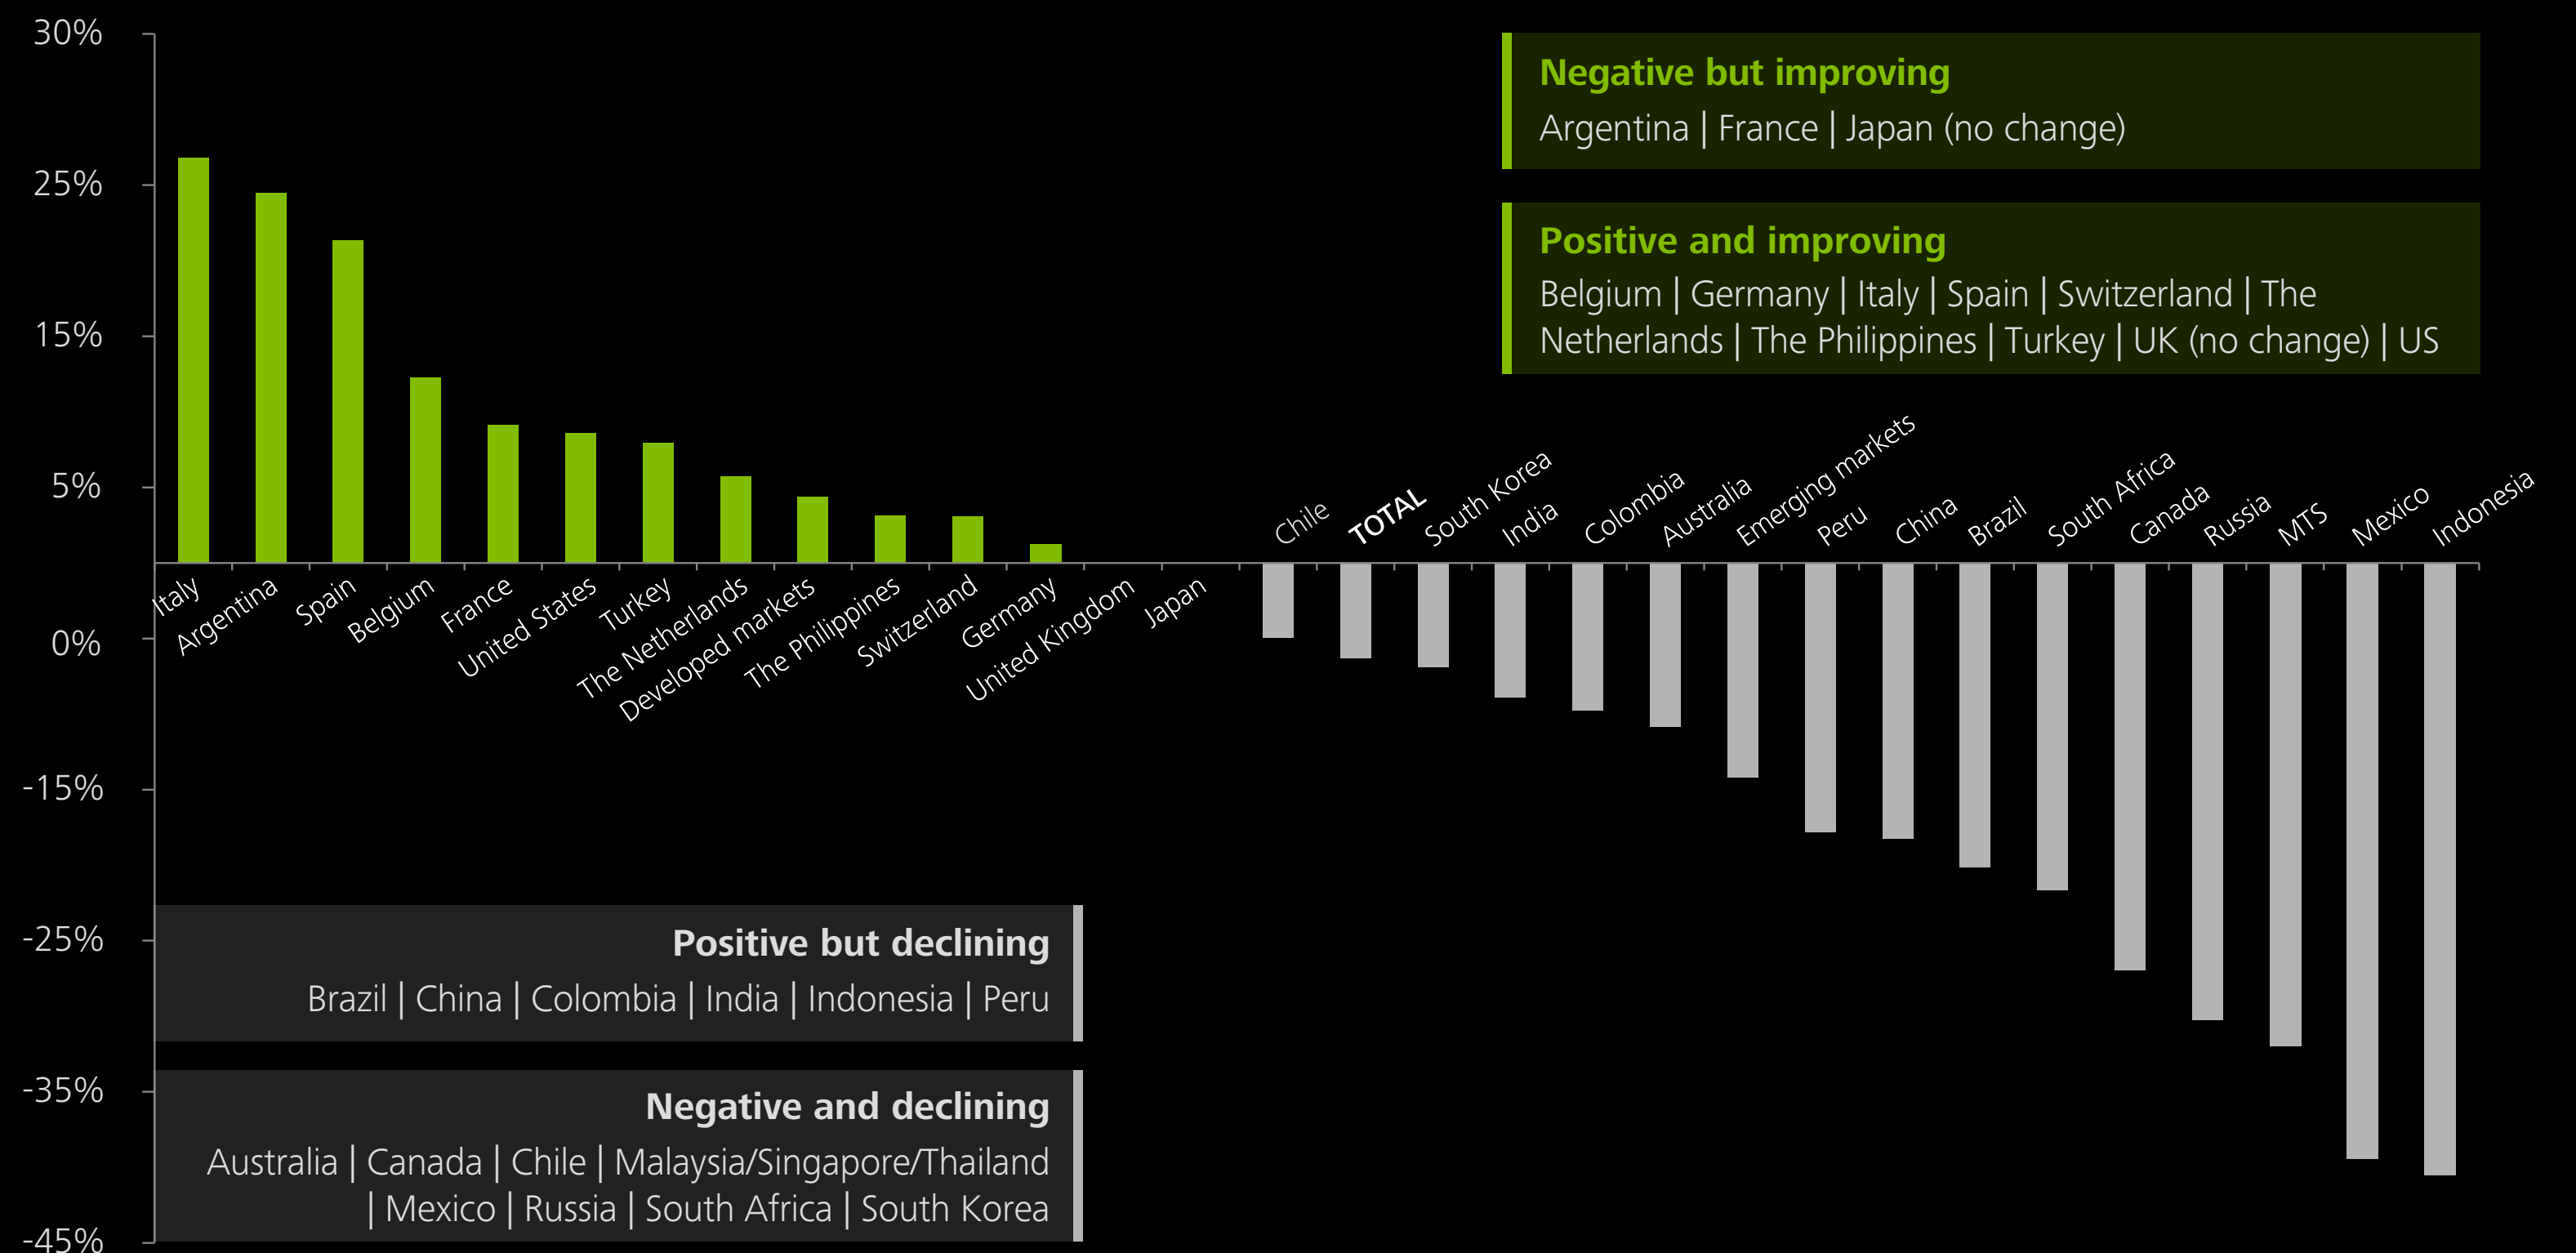 30%
25%
15%
5%
0%
-15%
-25%
-35%
-45%
Negative but improving
Argentina | France | Japan (no change)
Positive and improving
Belgium | Germany | Italy | Spain | Switzerland | The
Netherlands | The Philippines | Turkey | UK (no change) | US
Chile
TOTAL
South Korea
India
Colombia
Australia
Emerging markets
Peru
China
Brazil
South Africa
Canada
Russia
MTS
Mexico
Indonesia
Italy
Argentina
Spain
Belgium
France
United States
Turkey
The Netherlands
Developed markets
The Philippines
Switzerland
Germany
United Kingdom
Japan
Positive but declining
Brazil | China | Colombia | India | Indonesia | Peru
Negative and declining
Australia | Canada | Chile | Malaysia/Singapore/Thailand
| Mexico | Russia | South Africa | South Korea